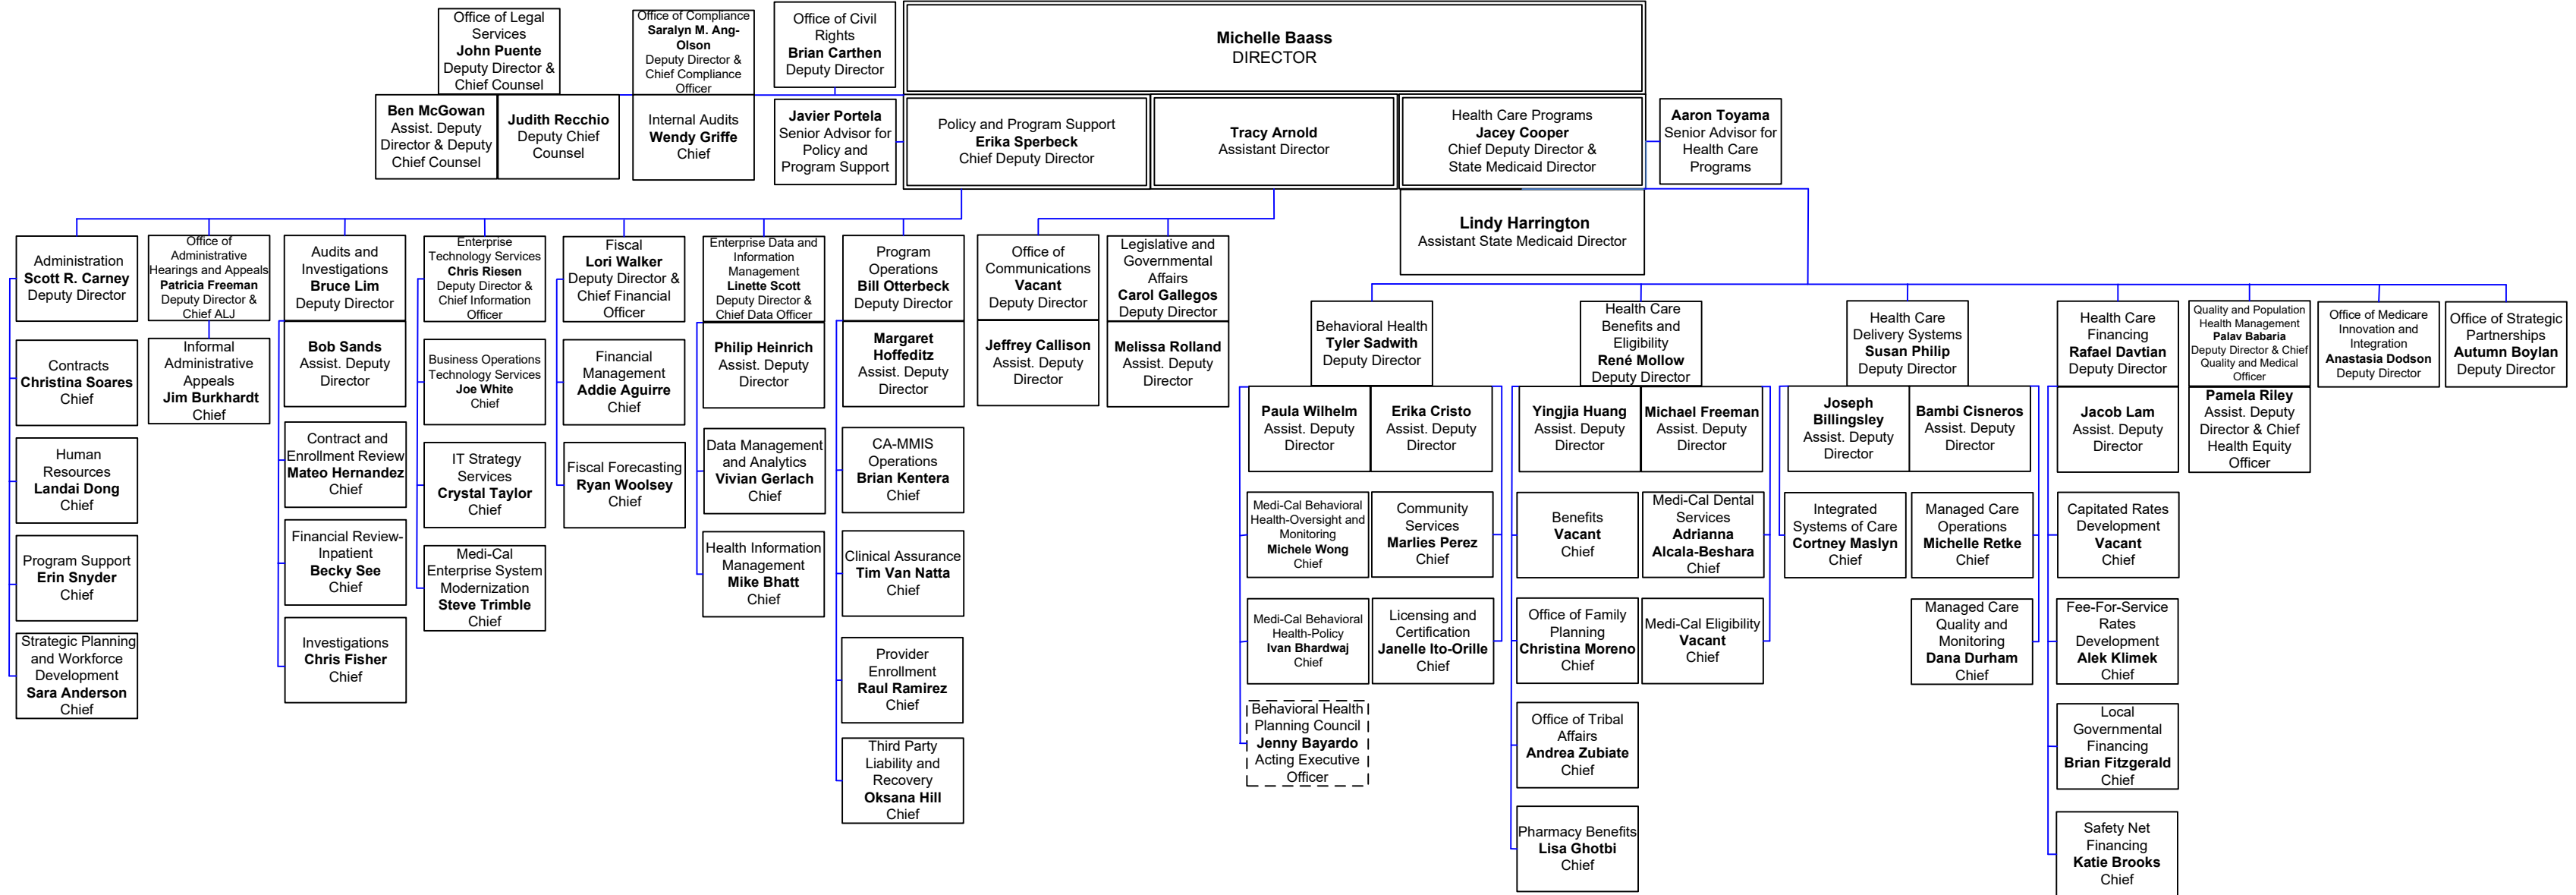 Office of Legal
Services
John Puente
Deputy Director &
Chief Counsel
Office of Compliance
Saralyn M. Ang-
Olson
Deputy Director &
Chief Compliance
Officer
Office of Civil
Rights
Brian Carthen
Deputy Director
Michelle Baass
DIRECTOR
Ben McGowan
Assist. Deputy
Director & Deputy
Chief Counsel
Judith Recchio
Deputy Chief
Counsel
Internal Audits
Wendy Griffe
Chief
Javier Portela
Senior Advisor for
Policy and
Program Support
Policy and Program Support
Erika Sperbeck
Chief Deputy Director
Tracy Arnold
Assistant Director
Health Care Programs
Jacey Cooper
Chief Deputy Director &
State Medicaid Director
Aaron Toyama
Senior Advisor for
Health Care
Programs
Lindy Harrington
Assistant State Medicaid Director
Administration
Scott R. Carney
Deputy Director
Office of
Administrative
Hearings and Appeals
Patricia Freeman
Deputy Director &
Chief ALJ
Audits and
Investigations
Bruce Lim
Deputy Director
Enterprise
Technology Services
Chris Riesen
Deputy Director &
Chief Information
Officer
Fiscal
Lori Walker
Deputy Director &
Chief Financial
Officer
Enterprise Data and
Information
Management
Linette Scott
Deputy Director &
Chief Data Officer
Program
Operations
Bill Otterbeck
Deputy Director
Office of
Communications
Vacant
Deputy Director
Legislative and
Governmental
Affairs
Carol Gallegos
Deputy Director
Contracts
Christina Soares
Chief
Informal
Administrative
Appeals
Jim Burkhardt
Chief
Bob Sands
Assist. Deputy
Director
Business Operations
Technology Services
Joe White
Chief
Financial
Management
Addie Aguirre
Chief
Philip Heinrich
Assist. Deputy
Director
Margaret
Hoffeditz
Assist. Deputy
Director
Jeffrey Callison
Assist. Deputy
Director
Melissa Rolland
Assist. Deputy
Director
Human
Resources
Landai Dong
Chief
Contract and
Enrollment Review
Mateo Hernandez
Chief
IT Strategy
Services
Crystal Taylor
Chief
Fiscal Forecasting
Ryan Woolsey
Chief
Data Management
and Analytics
Vivian Gerlach
Chief
CA-MMIS
Operations
Brian Kentera
Chief
Program Support
Erin Snyder
Chief
Financial Review-
Inpatient
Becky See
Chief
Medi-Cal
Enterprise System
Modernization
Steve Trimble
Chief
Health Information
Management
Mike Bhatt
Chief
Clinical Assurance
Tim Van Natta
Chief
Strategic Planning
and Workforce
Development
Sara Anderson
Chief
Investigations
Chris Fisher
Chief
Provider
Enrollment
Raul Ramirez
Chief
Third Party
Liability and
Recovery
Oksana Hill
Chief
Behavioral Health
Tyler Sadwith
Deputy Director
Health Care
Benefits and
Eligibility
René Mollow
Deputy Director
Health Care
Delivery Systems
Susan Philip
Deputy Director
Health Care
Financing
Rafael Davtian
Deputy Director
Quality and Population
Health Management
Palav Babaria
Deputy Director & Chief
Quality and Medical
Officer
Office of Medicare
Innovation and
Integration
Anastasia Dodson
Deputy Director
Office of Strategic
Partnerships
Autumn Boylan
Deputy Director
Paula Wilhelm
Assist. Deputy
Director
Erika Cristo
Assist. Deputy
Director
Yingjia Huang
Assist. Deputy
Director
Michael Freeman
Assist. Deputy
Director
Joseph
Billingsley
Assist. Deputy
Director
Bambi Cisneros
Assist. Deputy
Director
Jacob Lam
Assist. Deputy
Director
Pamela Riley
Assist. Deputy
Director & Chief
Health Equity
Officer
Medi-Cal Behavioral
Health-Oversight and
Monitoring
Michele Wong
Chief
Community
Services
Marlies Perez
Chief
Benefits
Vacant
Chief
Medi-Cal Dental
Services
Adrianna
Alcala-Beshara
Chief
Integrated
Systems of Care
Cortney Maslyn
Chief
Managed Care
Operations
Michelle Retke
Chief
Capitated Rates
Development
Vacant
Chief
Medi-Cal Behavioral
Health-Policy
Ivan Bhardwaj
Chief
Licensing and
Certification
Janelle Ito-Orille
Chief
Office of Family
Planning
Christina Moreno
Chief
Medi-Cal Eligibility
Vacant
Chief
Managed Care
Quality and
Monitoring
Dana Durham
Chief
Fee-For-Service
Rates
Development
Alek Klimek
Chief
Behavioral Health
Planning Council
Jenny Bayardo
Acting Executive
Officer
Office of Tribal
Affairs
Andrea Zubiate
Chief
Local
Governmental
Financing
Brian Fitzgerald
Chief
Pharmacy Benefits
Lisa Ghotbi
Chief
Safety Net
Financing
Katie Brooks
Chief